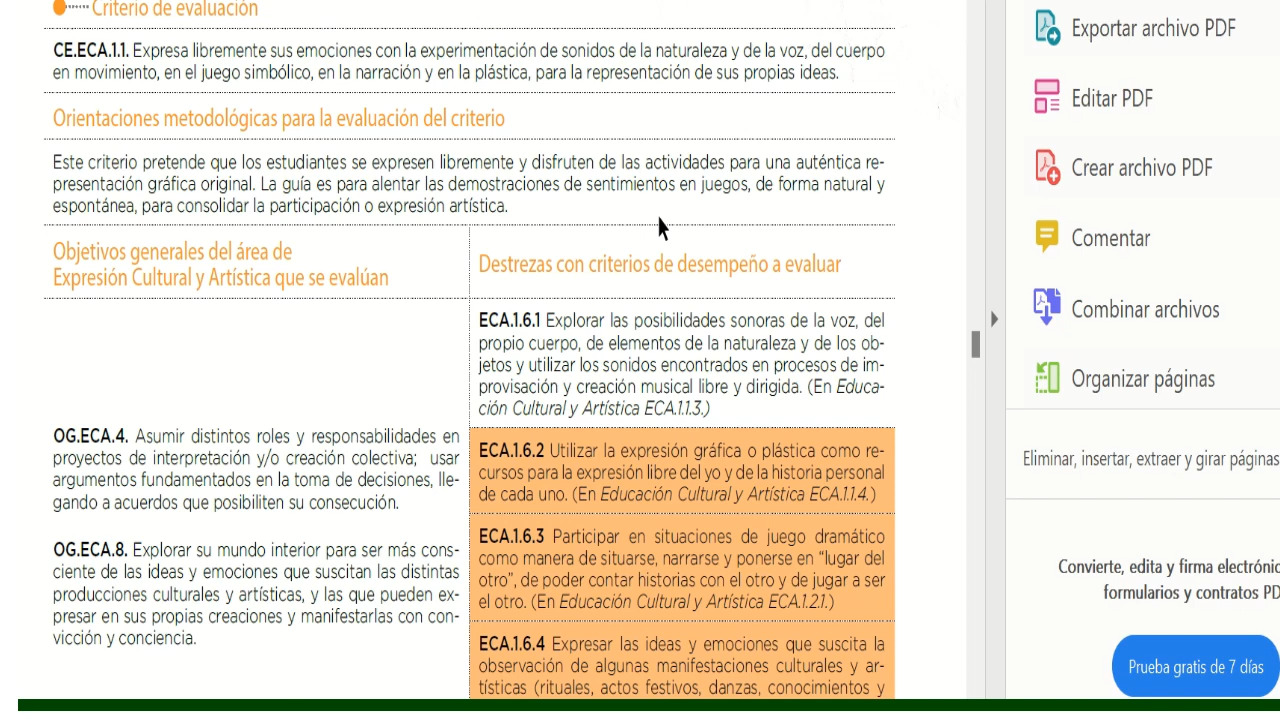 Criterio de evaluación
CE.ECA.1.1. Expresa libremente sus emociones con la experimentación de sonidos de la naturaleza y de la voz, del cuerpo
en movimiento, en el juego simbólico, en la narración y en la plástica, para la representación de sus propias ideas.
Orientaciones metodológicas para la evaluación del criterio
Este criterio pretende que los estudiantes se expresen libremente y disfruten de las actividades para una auténtica re-
presentación gráfica original. La guía es para alentar las demostraciones de sentimientos en juegos, de forma natural y
espontánea, para consolidar la participación o expresión artística.
Objetivos generales del área de
Expresión Cultural y Artística que se evalúan
OG.ECA.4. Asumir distintos roles y responsabilidades en
proyectos de interpretación y/o creación colectiva; usar
argumentos fundamentados en la toma de decisiones, lle-
gando a acuerdos que posibiliten su consecución.
OG.ECA.8. Explorar su mundo interior para ser más cons-
ciente de las ideas y emociones que suscitan las distintas
producciones culturales y artísticas, y las que pueden ex-
presar en sus propias creaciones y manifestarlas con con-
vicción y conciencia.
Destrezas con criterios de desempeño a evaluar
ECA.1.6.1 Explorar las posibilidades sonoras de la voz, del
propio cuerpo, de elementos de la naturaleza y de los ob-
jetos y utilizar los sonidos encontrados en procesos de im-
provisación y creación musical libre y dirigida. (En Educa-
ción Cultural y Artística ECA.1.1.3.)
ECA.1.6.2 Utilizar la expresión gráfica o plástica como re-
cursos para la expresión libre del yo y de la historia personal
de cada uno. (En Educación Cultural y Artística ECA.1.1.4.)
ECA.1.6.3 Participar en situaciones de juego dramático
como manera de situarse, narrarse y ponerse en “lugar del
otro”, de poder contar historias con el otro y de jugar a ser
el otro. (En Educación Cultural y Artística ECA.1.2.1.)
ECA.1.6.4 Expresar las ideas y emociones que suscita la
observación de algunas manifestaciones culturales y ar-
tísticas (rituales, actos festivos, danzas, conocimientos y
Exportar archivo PDF
Editar PDF
Crear archivo PDF
Comentar
Combinar archivos
Organizar páginas
Eliminar, insertar, extraer y girar páginas
Convierte, edita y firma electrónic
formularios y contratos PD
Prueba gratis de 7 días